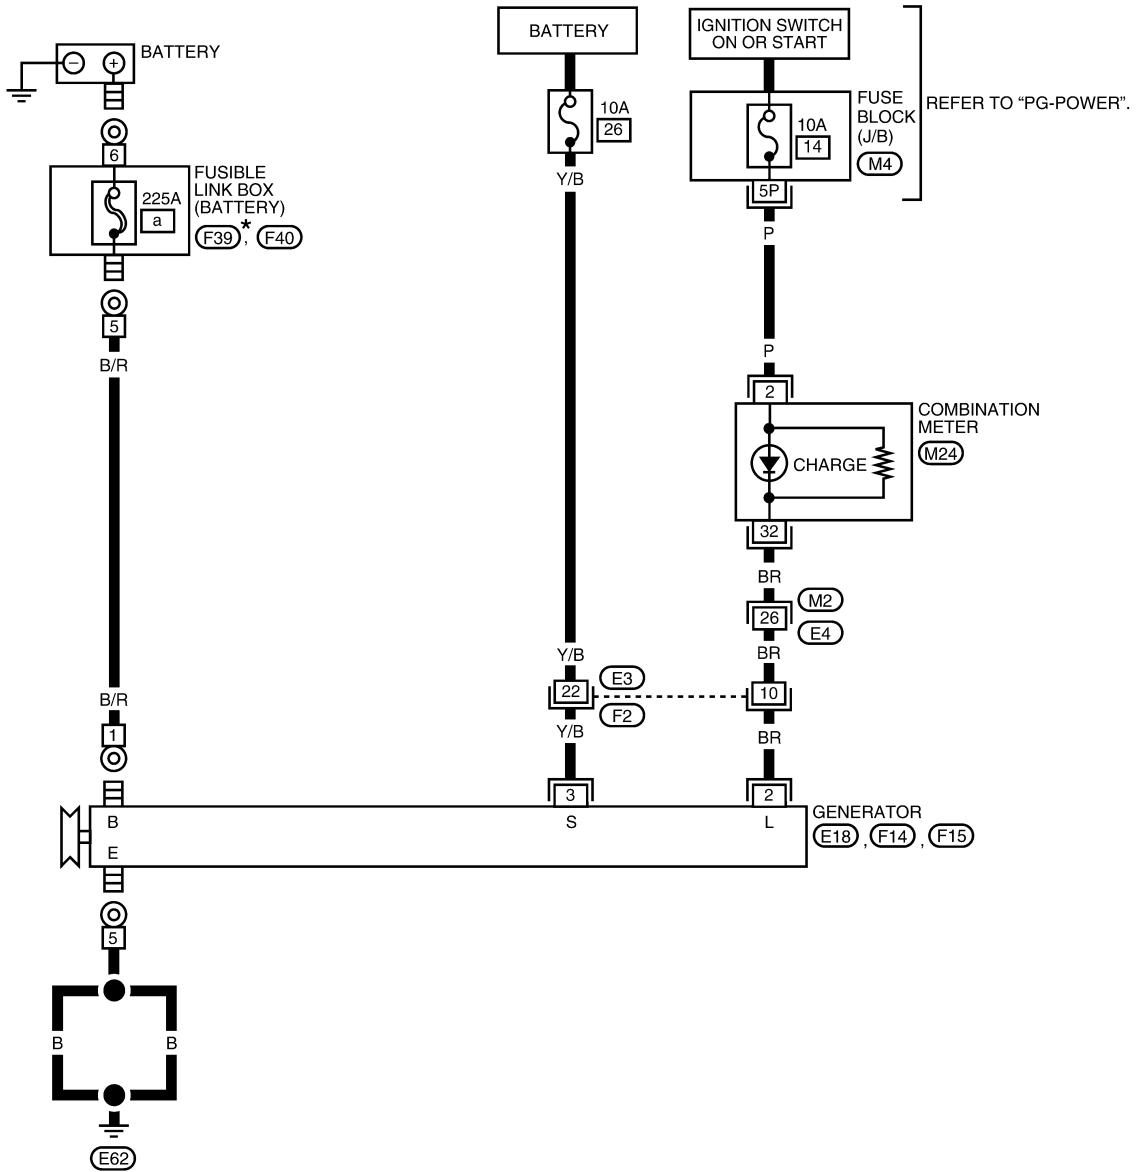 BATTERY
BATTERY
IGNITION SWITCH
ON OR START
− +
6
FUSIBLE
LINK BOX
(BATTERY)
225A
a
F39 * , F40
5
B/R
B/R
1
10A
26
Y/B
Y/B
22
E3
F2
Y/B
3
FUSE
BLOCK
(J/B)
M4
10A
14
5P
REFER TO “PG-POWER”.
P
P
2
COMBINATION
METER
M24
CHARGE
32
BR
26
M2
E4
BR
10
BR
2
B
S
L
E
GENERATOR
E18 , F14 , F15
5
B
B
E62